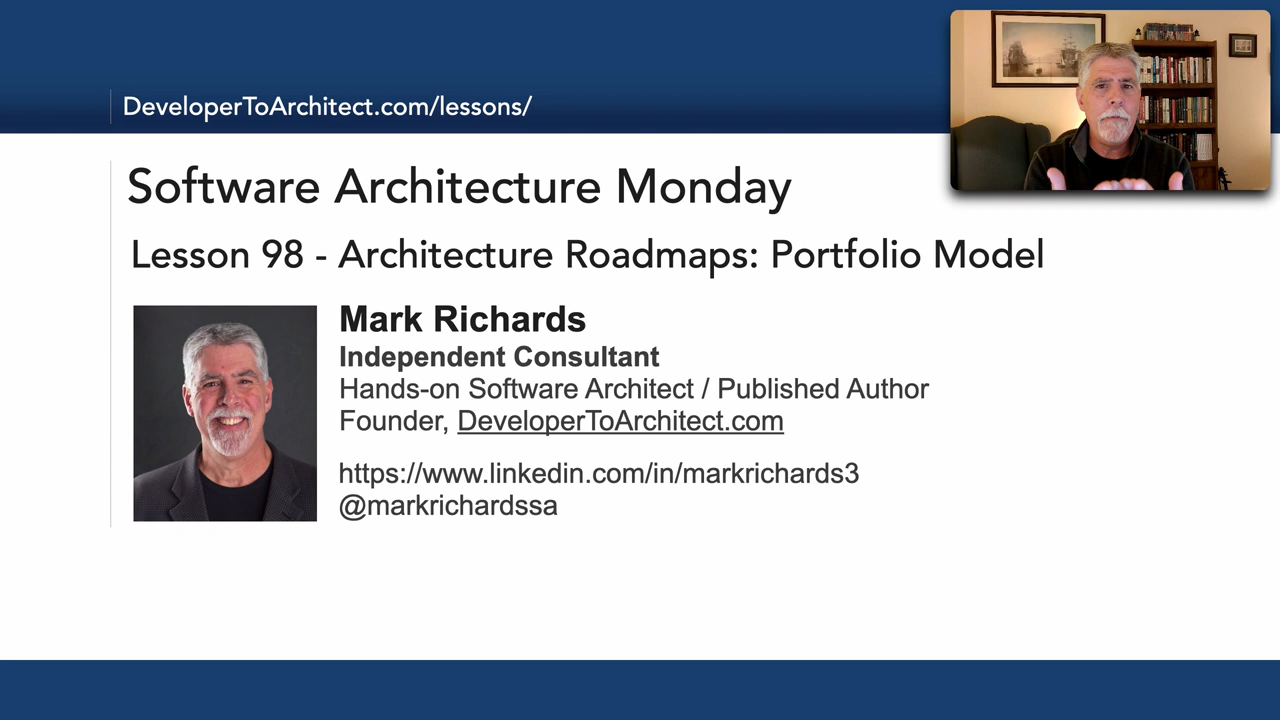 DeveloperToArchitect.com/lessons/
Software Architecture Monday
Lesson 98 - Architecture Roadmaps: Portfolio Model
Mark Richards
Independent Consultant
Hands-on Software Architect / Published Author
Founder, DeveloperToArchitect.com
https://www.linkedin.com/in/markrichards3
@markrichardssa